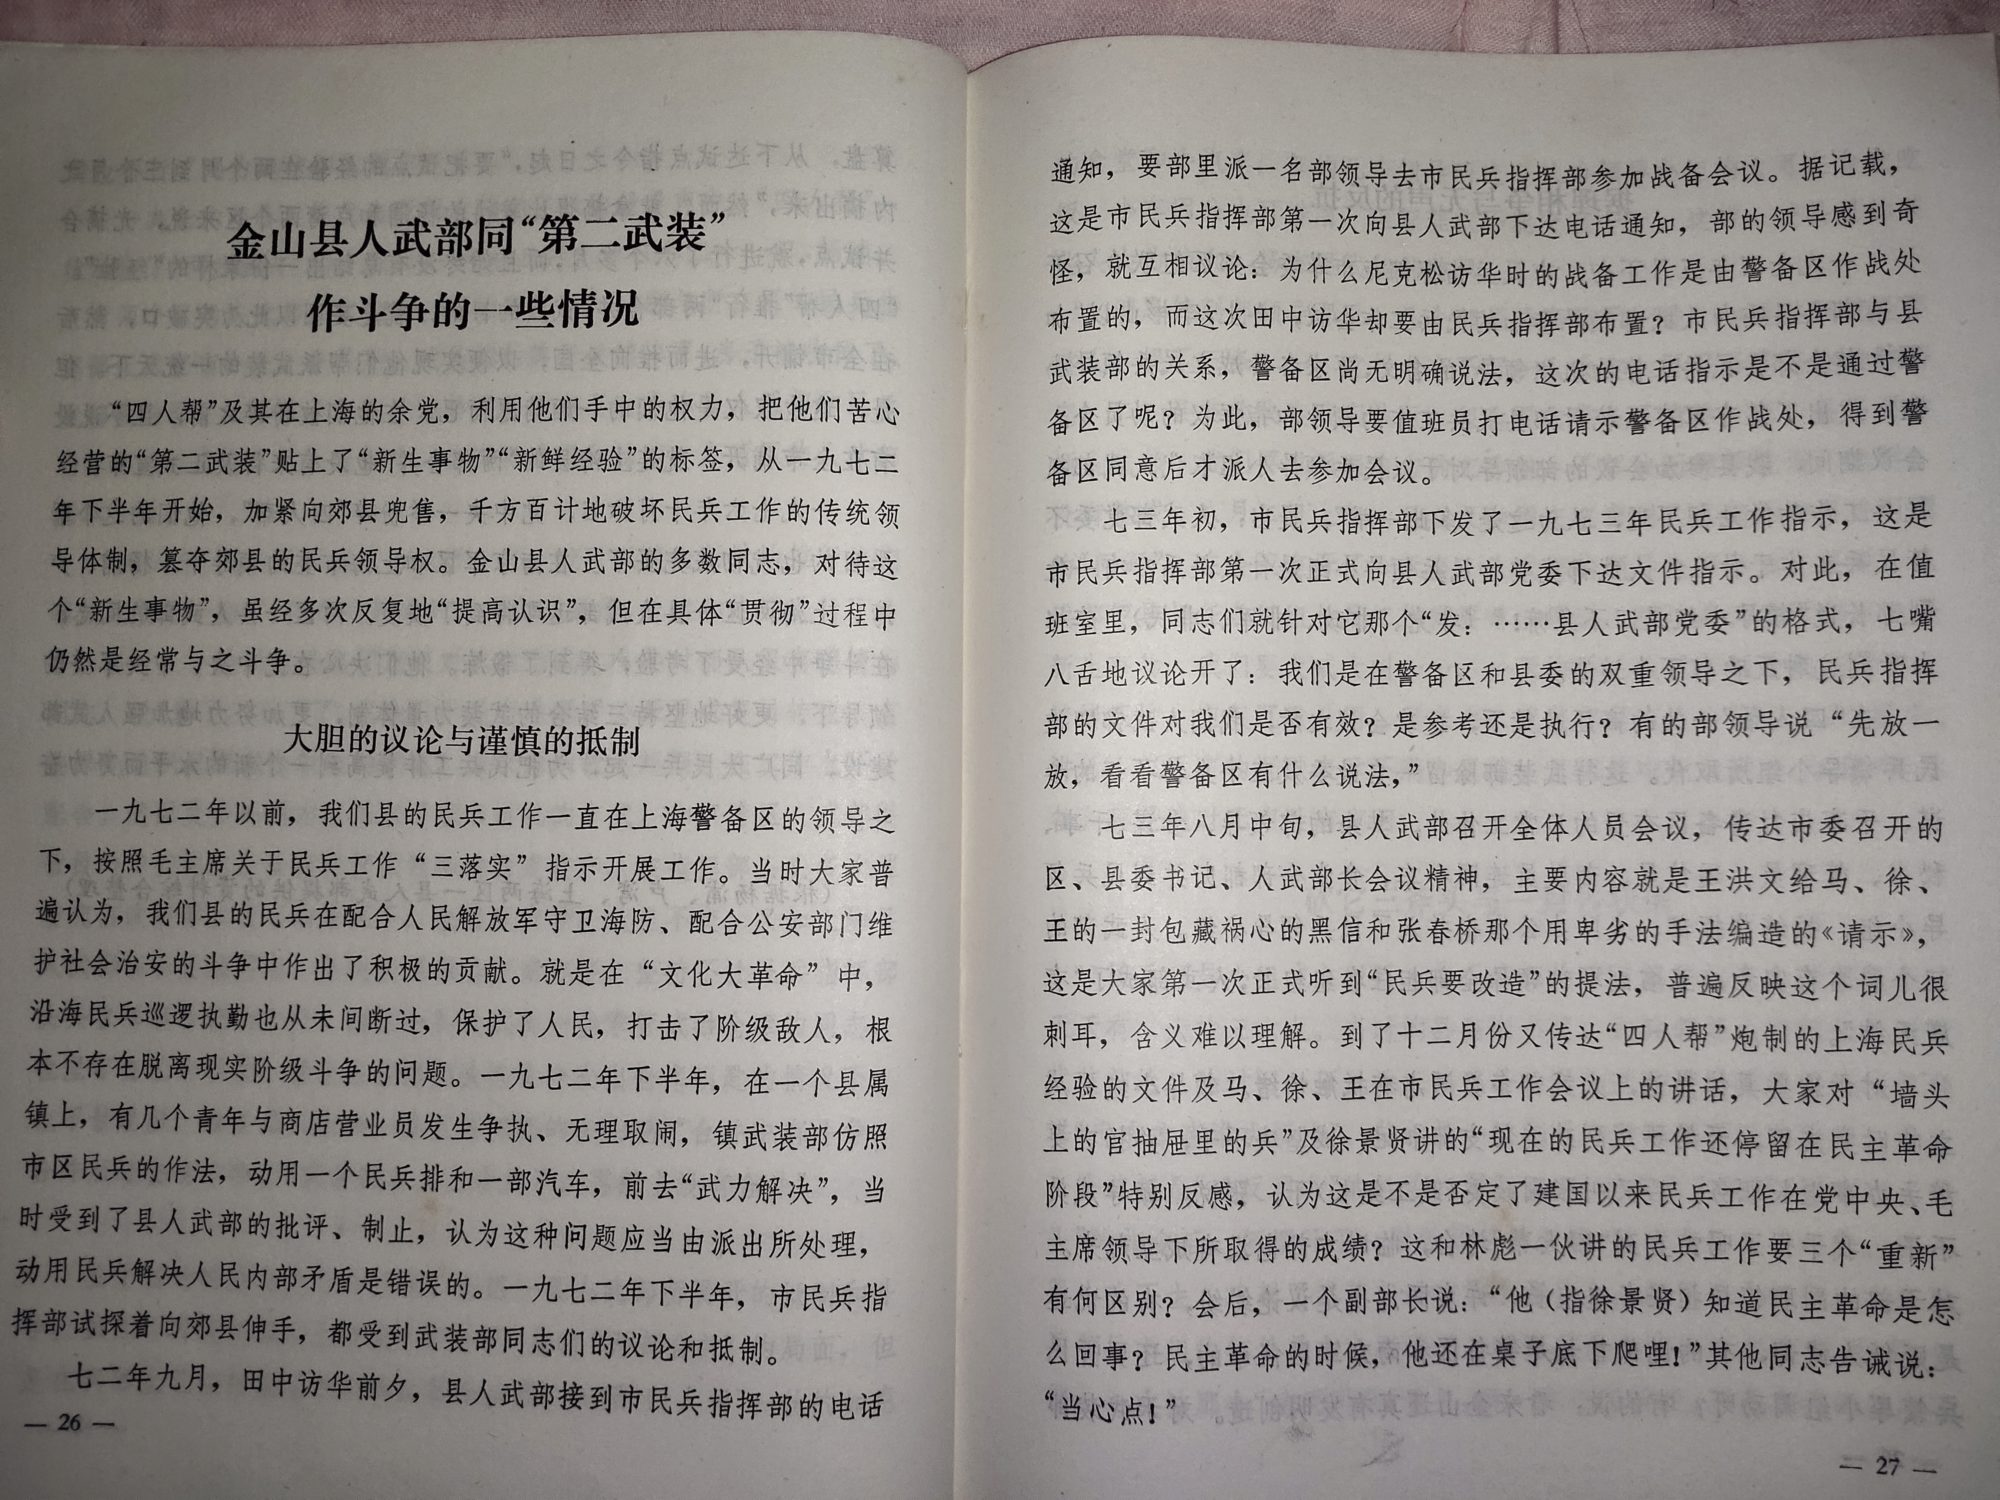 金山县人武部同“第二武装”
作斗争的一些情况
“四人帮”及其在上海的余党，利用他们手中的权力，把他们苦心
经营的“第二武装”贴上了“新生事物”“新鲜经验”的标签，从一九七二
年下半年开始，加紧向郊县兜售，千方百计地破坏民兵工作的传统领
导体制，篡夺郊县的民兵领导权。金山县人武部的多数同志，对待这
个“新生事物”，虽经多次反复地“提高认识”，但在具体“贯彻”过程中
仍然是经常与之斗争。
大胆的议论与谨慎的抵制
一九七二年以前，我们县的民兵工作一直在上海警备区的领导之
下，按照毛主席关于民兵工作“三落实”指示开展工作。当时大家普
遍认为，我们县的民兵在配合人民解放军守卫海防、配合公安部门维
护社会治安的斗争中作出了积极的贡献。就是在“文化大革命”中，
沿海民兵巡逻执勤也从未间断过，保护了人民，打击了阶级敌人，根
本不存在脱离现实阶级斗争的问题。一九七二年下半年，在一个县属
镇上，有几个青年与商店营业员发生争执、无理取闹，镇武装部仿照
市区民兵的作法，动用一个民兵排和一部汽车，前去“武力解决”，当
时受到了县人武部的批评、制止，认为这种问题应当由派出所处理，
动用民兵解决人民内部矛盾是错误的。一九七二年下半年，市民兵指
挥部试探着向郊县伸手，都受到武装部同志们的议论和抵制。
七二年九月，田中访华前夕，县人武部接到市民兵指挥部的电话
— 26 —
通知，要部里派一名部领导去市民兵指挥部参加战备会议。据记载，
这是市民兵指挥部第一次向县人武部下达电话通知，部的领导感到奇
怪，就互相议论：为什么尼克松访华时的战备工作是由警备区作战处
布置的，而这次田中访华却要由民兵指挥部布置？市民兵指挥部与县
武装部的关系，警备区尚无明确说法，这次的电话指示是不是通过警
备区了呢？为此，部领导要值班员打电话请示警备区作战处，得到警
备区同意后才派人去参加会议。
七三年初，市民兵指挥部下发了一九七三年民兵工作指示，这是
市民兵指挥部第一次正式向县人武部党委下达文件指示。对此，在值
班室里，同志们就针对它那个“发：……县人武部党委”的格式，七嘴
八舌地议论开了：我们是在警备区和县委的双重领导之下，民兵指挥
部的文件对我们是否有效？是参考还是执行？有的部领导说“先放一
放，看看警备区有什么说法，”
七三年八月中旬，县人武部召开全体人员会议，传达市委召开的
区、县委书记、人武部长会议精神，主要内容就是王洪文给马、徐、
王的一封包藏祸心的黑信和张春桥那个用卑劣的手法编造的《请示》，
这是大家第一次正式听到“民兵要改造”的提法，普遍反映这个词儿很
刺耳，含义难以理解。到了十二月份又传达“四人帮”炮制的上海民兵
经验的文件及马、徐、王在市民兵工作会议上的讲话，大家对“墙头
上的官抽屉里的兵”及徐景贤讲的“现在的民兵工作还停留在民主革命
阶段”特别反感，认为这是不是否定了建国以来民兵工作在党中央、毛
主席领导下所取得的成绩？这和林彪一伙讲的民兵工作要三个“重新”
有何区别？会后，一个副部长说：“他（指徐景贤）知道民主革命是怎
么回事？民主革命的时候，他还在桌子底下爬哩！”其他同志告诫说：
“当心点！”
— 27 —